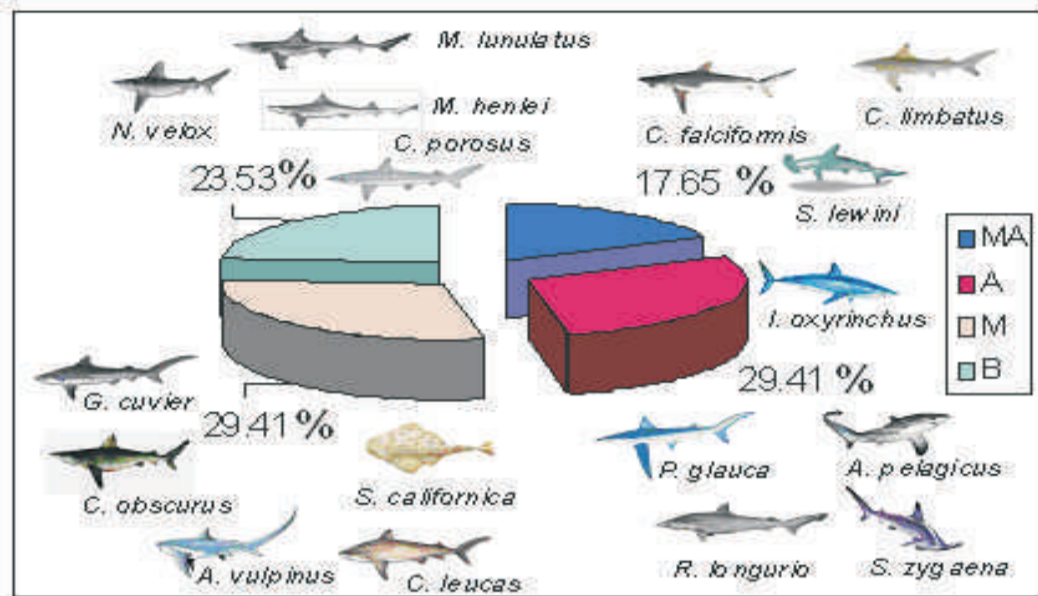 M. lunulatus
N. velox
M. henlei
C. porosus
23.53%
C. falciformis
C. limbatus
17.65 %
S. lewini
MA
A
M
B
I. oxyrinchus
29.41 %
G. cuvier
29.41 %
C. obscurus
S. californica
A. vulpinus
C. leucas
P. glauca
A. pelagicus
R. longurio
S. zygaena